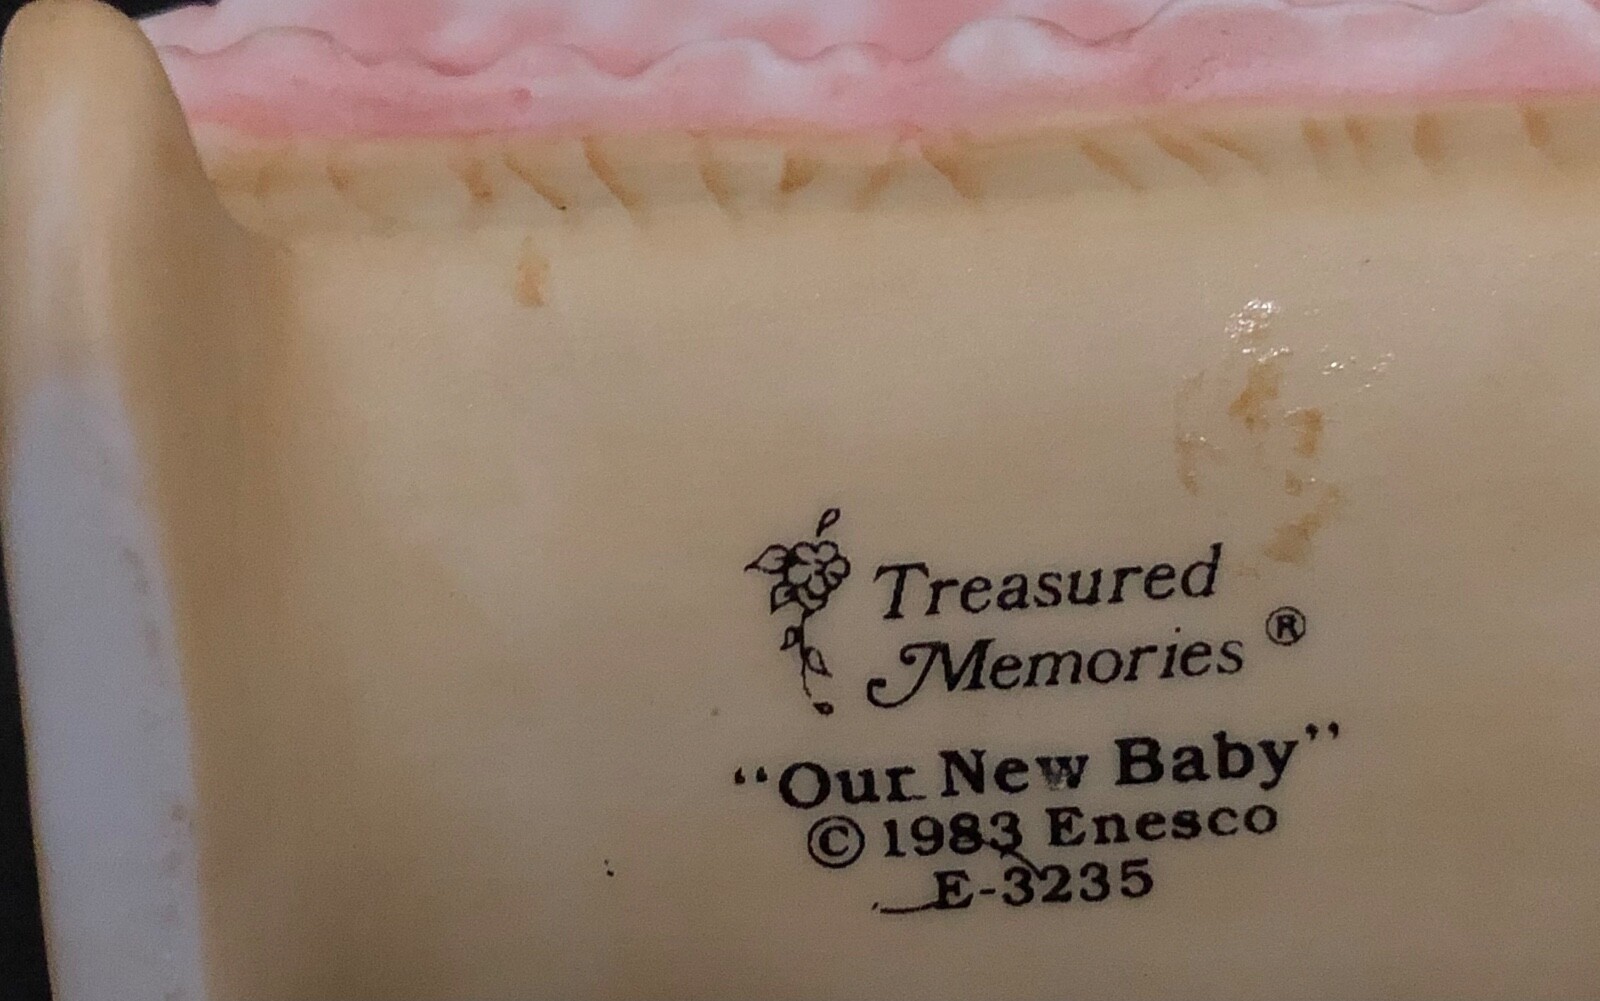 Treasured
Memories ®
“Our New Baby”
© 1983 Enesco
E-3235